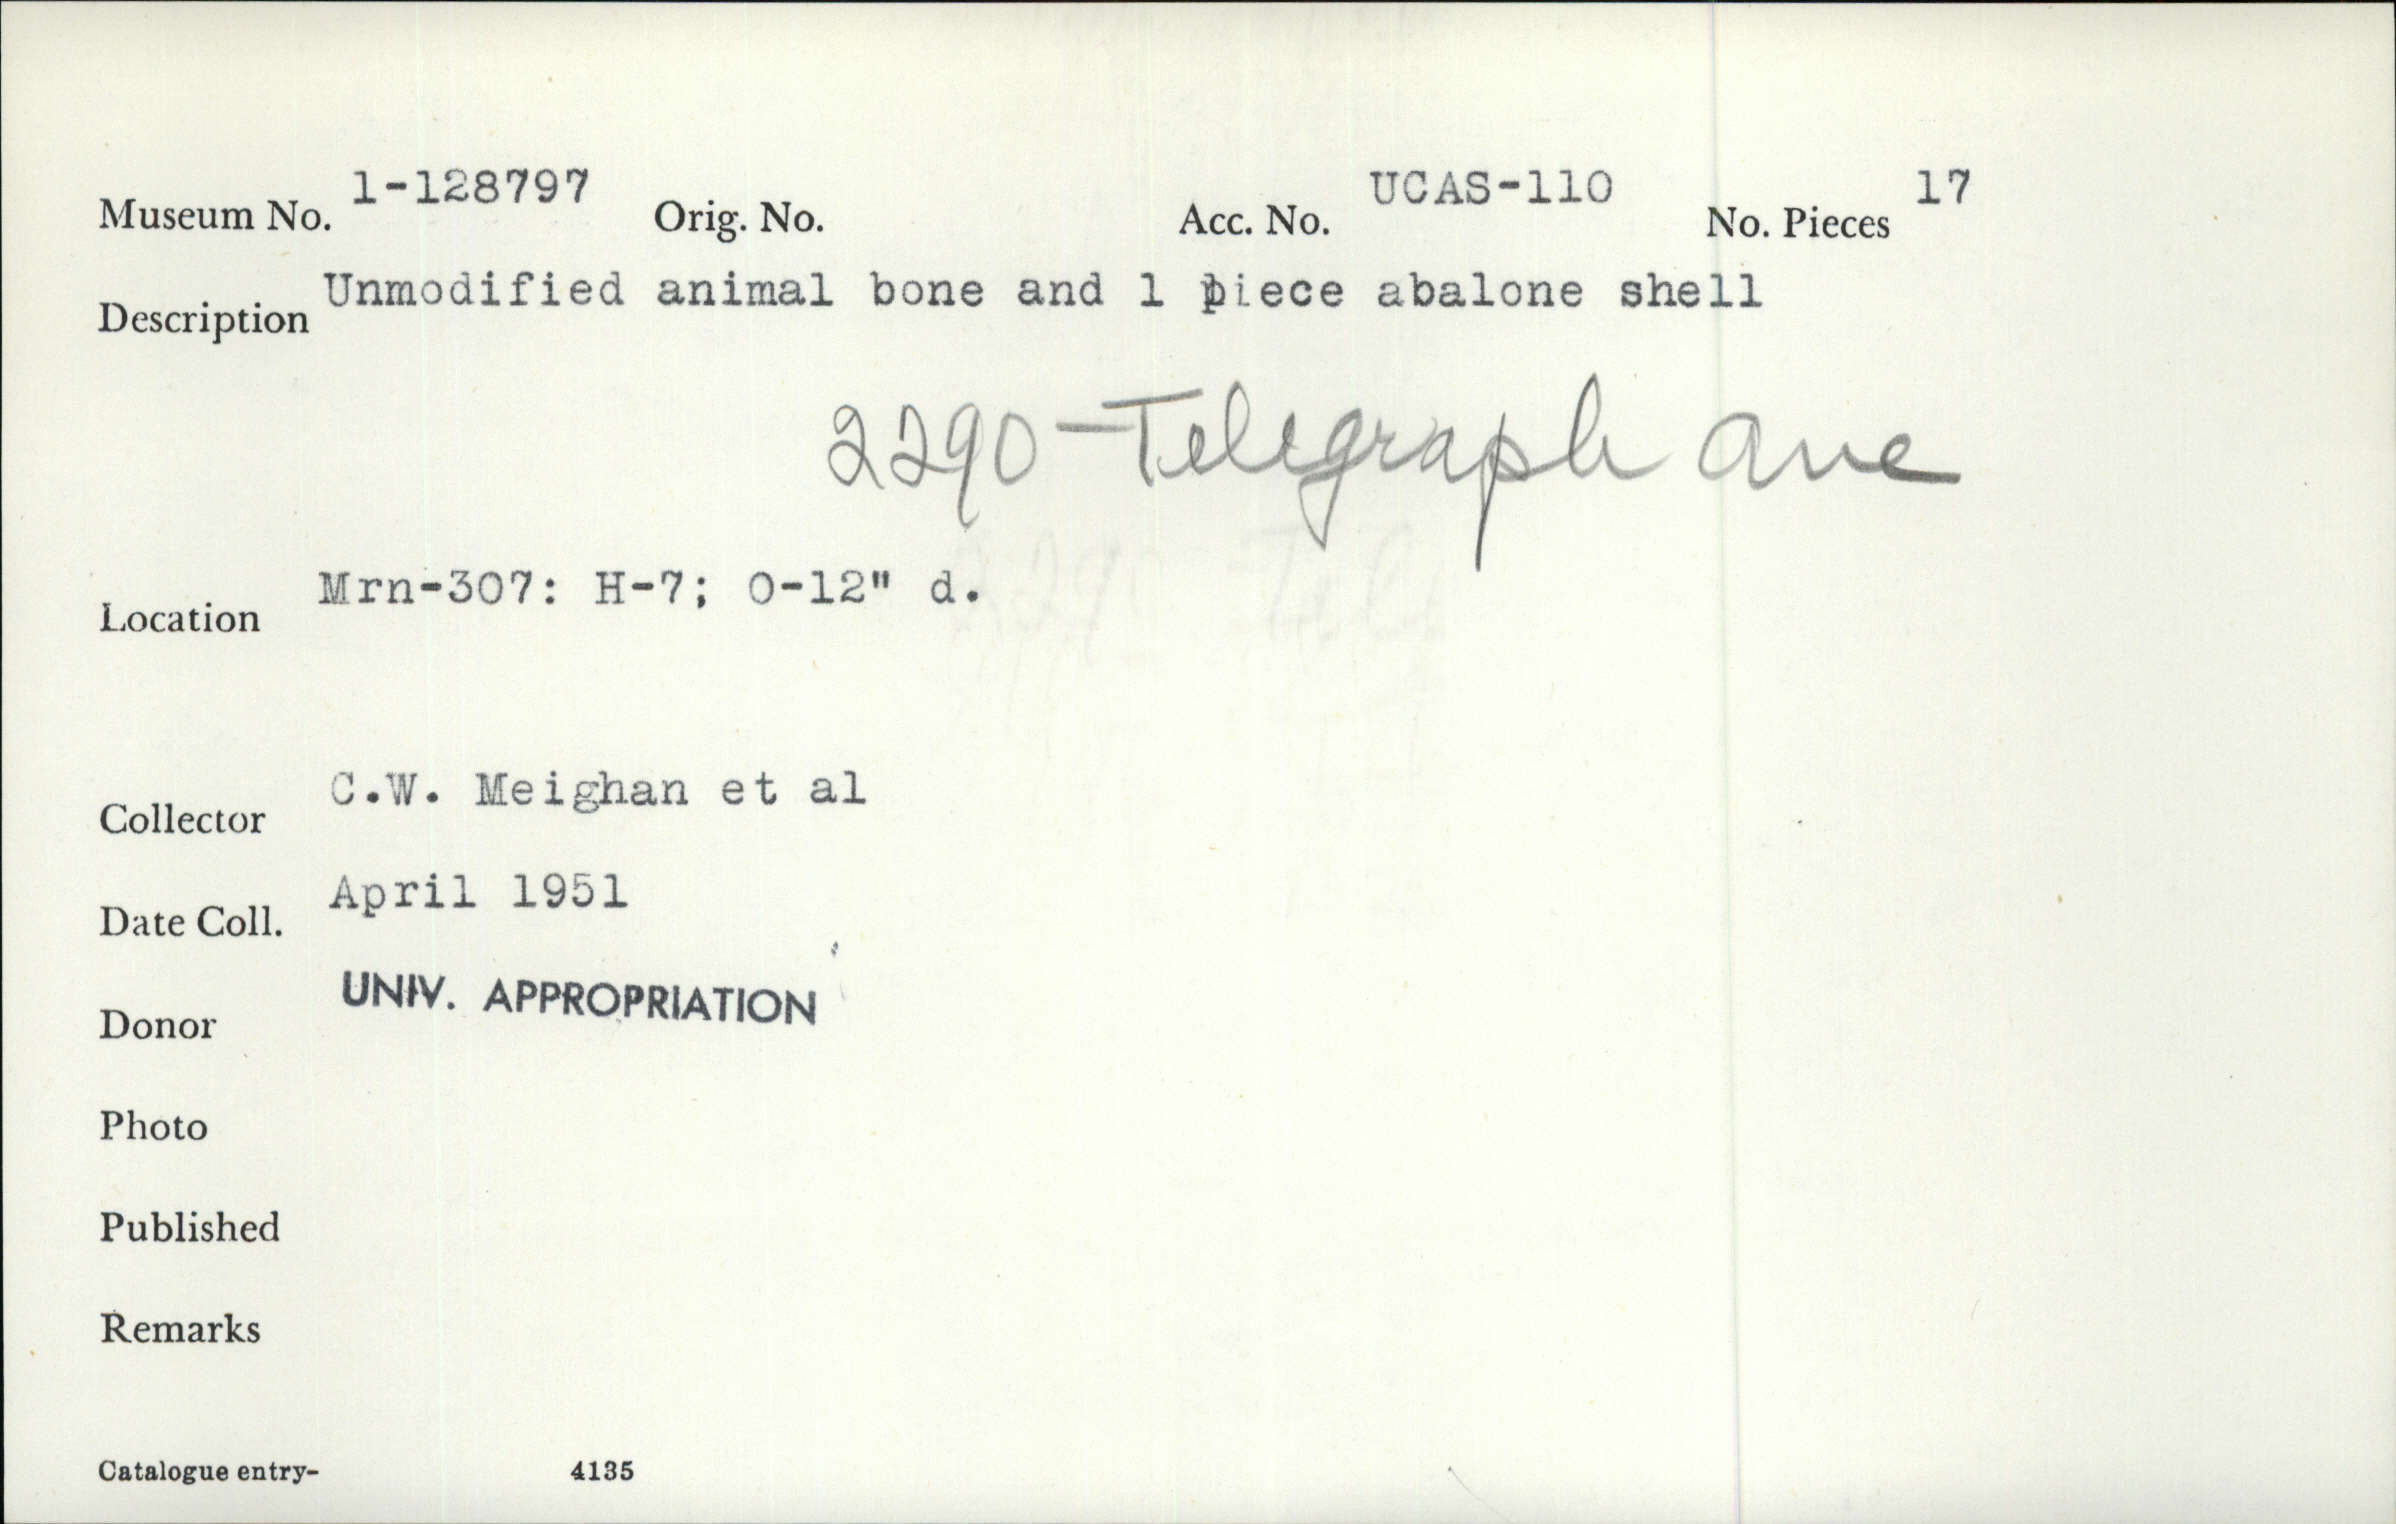 Museum No. 1-128797 Orig. No. Acc. No. UCAS-110 No. Pieces 17
Description Unmodified animal bone and 1 piece abalone shell
2290-Telegraph Ave
Location Mrn-307: H-7; 0-12" d.
Collector C.W. Meighan et al
Date Coll. April 1951
Donor UNIV. APPROPRIATION
Photo
Published
Remarks
Catalogue entry- 4135